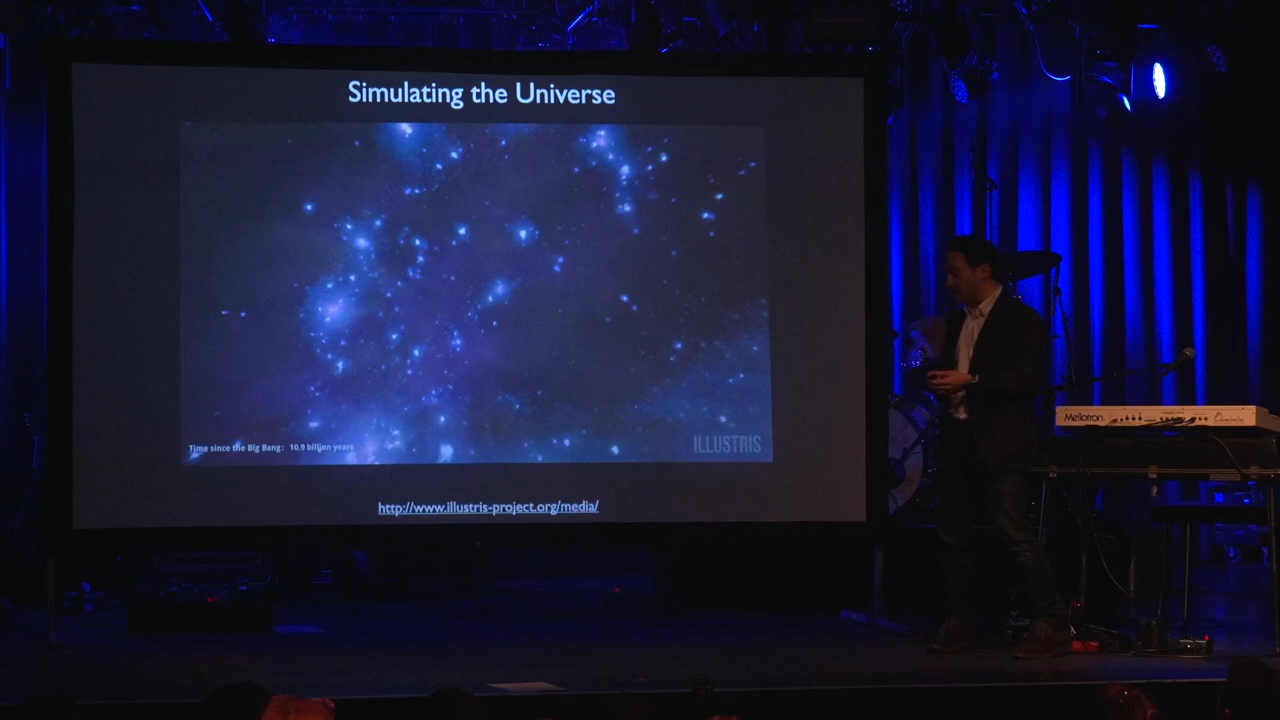 Simulating the Universe
Time since the Big Bang: 10.9 billion years
ILLUSTRIS
http://www.illustris-project.org/media/
Mellotron